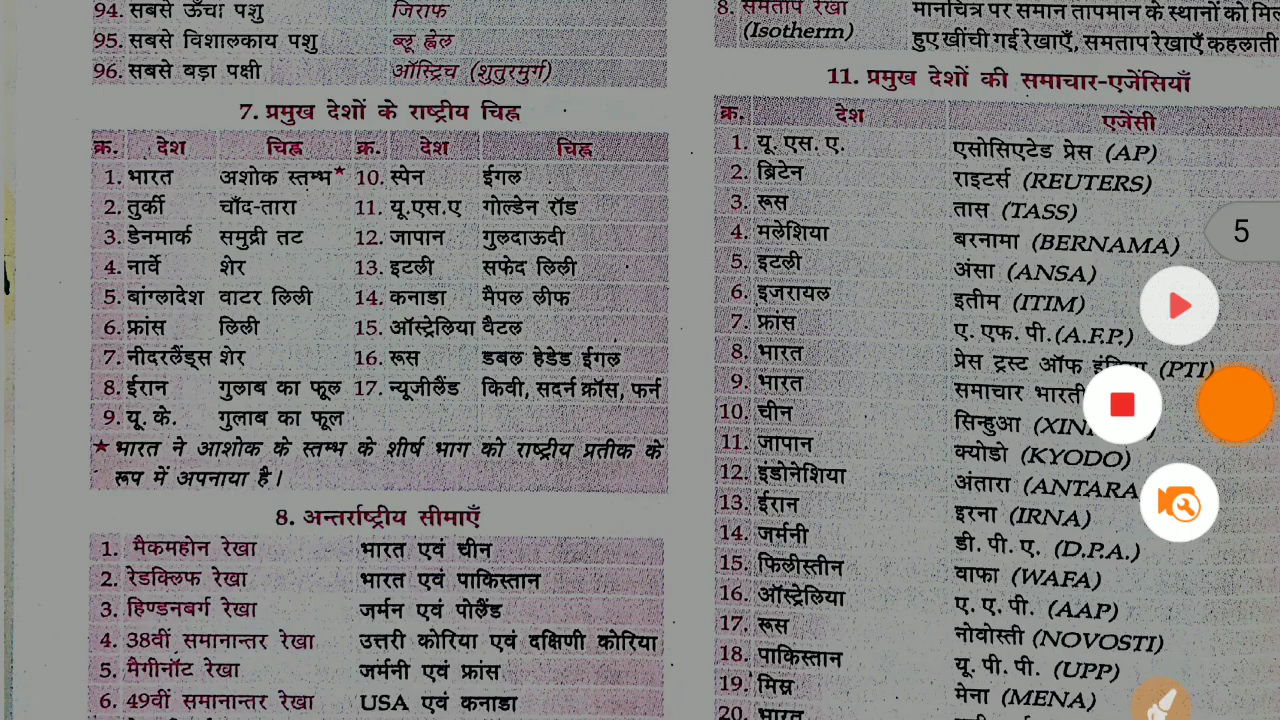 94. सबसे ऊँचा पशु जिराफ
95. सबसे विशालकाय पशु ब्लू ह्वेल
96. सबसे बड़ा पक्षी ऑस्ट्रिच (शुतुरमुर्ग)
7. प्रमुख देशों के राष्ट्रीय चिह्न
क्र. देश चिह्न क्र. देश चिह्न
1. भारत अशोक स्तम्भ* 10. स्पेन ईगल
2. तुर्की चाँद-तारा 11. यू.एस.ए गोल्डेन रॉड
3. डेनमार्क समुद्री तट 12. जापान गुलदाऊदी
4. नार्वे शेर 13. इटली सफेद लिली
5. बांग्लादेश वाटर लिली 14. कनाडा मैपल लीफ
6. फ्रांस लिली 15. ऑस्ट्रेलिया वैटल
7. नीदरलैंड्स शेर 16. रूस डबल हेडेड ईगल
8. ईरान गुलाब का फूल 17. न्यूजीलैंड किवी, सदर्न क्रॉस, फर्न
9. यू. के. गुलाब का फूल
★ भारत ने आशोक के स्तम्भ के शीर्ष भाग को राष्ट्रीय प्रतीक के
रूप में अपनाया है।
8. अन्तर्राष्ट्रीय सीमाएँ
1. मैकमहोन रेखा भारत एवं चीन
2. रेडक्लिफ रेखा भारत एवं पाकिस्तान
3. हिण्डनबर्ग रेखा जर्मन एवं पोलैंड
4. 38वीं समानान्तर रेखा उत्तरी कोरिया एवं दक्षिणी कोरिया
5. मैगीनॉट रेखा जर्मनी एवं फ्रांस
6. 49वीं समानान्तर रेखा USA एवं कनाडा
8. समताप रेखा मानचित्र पर समान तापमान के स्थानों को
(Isotherm) हुए खींची गई रेखाएँ, समताप रेखाएँ कहलाती
11. प्रमुख देशों की समाचार-एजेंसियाँ
क्र. देश एजेंसी
1. यू. एस. ए. एसोसिएटेड प्रेस (AP)
2. ब्रिटेन राइटर्स (REUTERS)
3. रूस तास (TASS)
4. मलेशिया बरनामा (BERNAMA)
5. इटली अंसा (ANSA)
6. इजरायल इतीम (ITIM)
7. फ्रांस ए. एफ. पी. (A.F.P.)
8. भारत प्रेस ट्रस्ट ऑफ (PTI)
9. भारत समाचार भारती
10. चीन सिन्हुआ
11. जापान क्योडो (KYODO)
12. इंडोनेशिया अंतारा (ANTARA
13. ईरान इरना (IRNA)
14. जर्मनी डी. पी. ए. (D.P.A.)
15. फिलीस्तीन वाफा (WAFA)
16. ऑस्ट्रेलिया ए. ए. पी. (AAP)
17. रूस नोवोस्ती (NOVOSTI)
18. पाकिस्तान यू. पी. पी. (UPP)
19. मिस्र मेना (MENA)
20. भारत
5